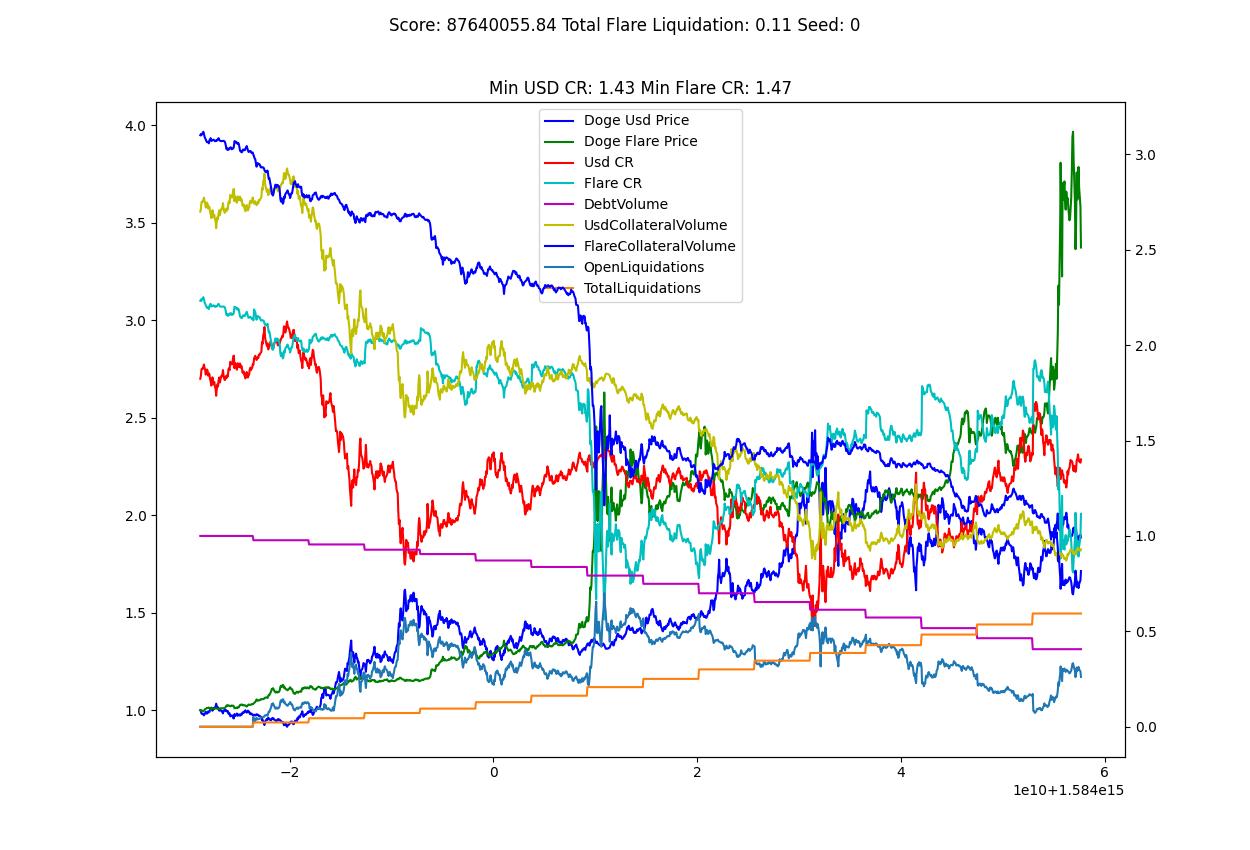 Score: 87640055.84 Total Flare Liquidation: 0.11 Seed: 0
Min USD CR: 1.43 Min Flare CR: 1.47
Doge Usd Price
Doge Flare Price
Usd CR
Flare CR
DebtVolume
UsdCollateralVolume
FlareCollateralVolume
OpenLiquidations
TotalLiquidations
4.0
3.5
3.0
2.5
2.0
1.5
1.0
3.0
2.5
2.0
1.5
1.0
0.5
0.0
−2 0 2 4 6
1e10+1.584e15